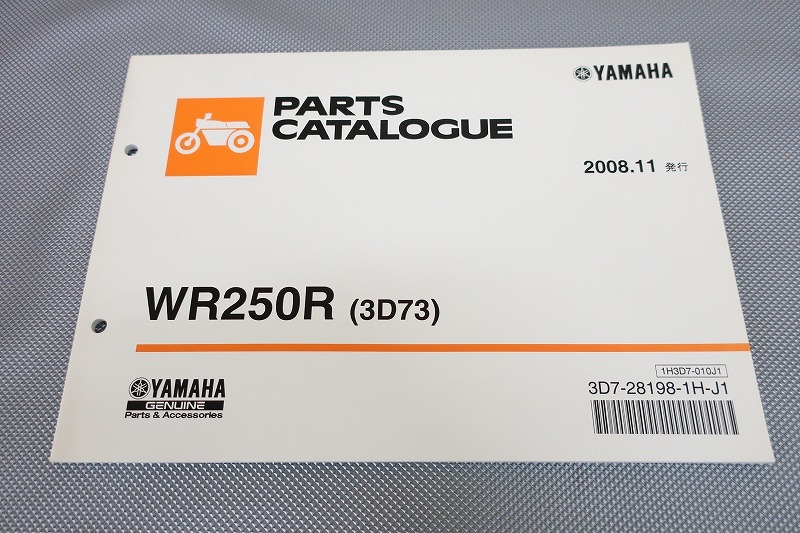 YAMAHA
PARTS
CATALOGUE
2008.11 発行
WR250R (3D73)
1H3D7-010J1
3D7-28198-1H-J1
YAMAHA
GENUINE
Parts & Accessories